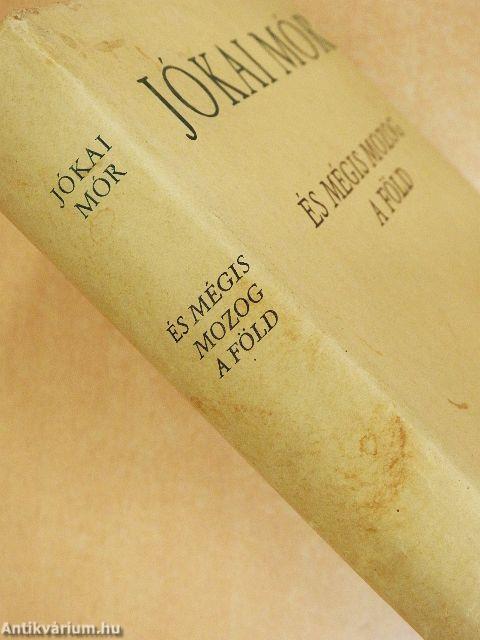 JÓKAI MÓR
ÉS MÉGIS MOZOG
A FÖLD
JÓKAI
MÓR
ÉS MÉGIS
MOZOG
A FÖLD
Antikvárium.hu